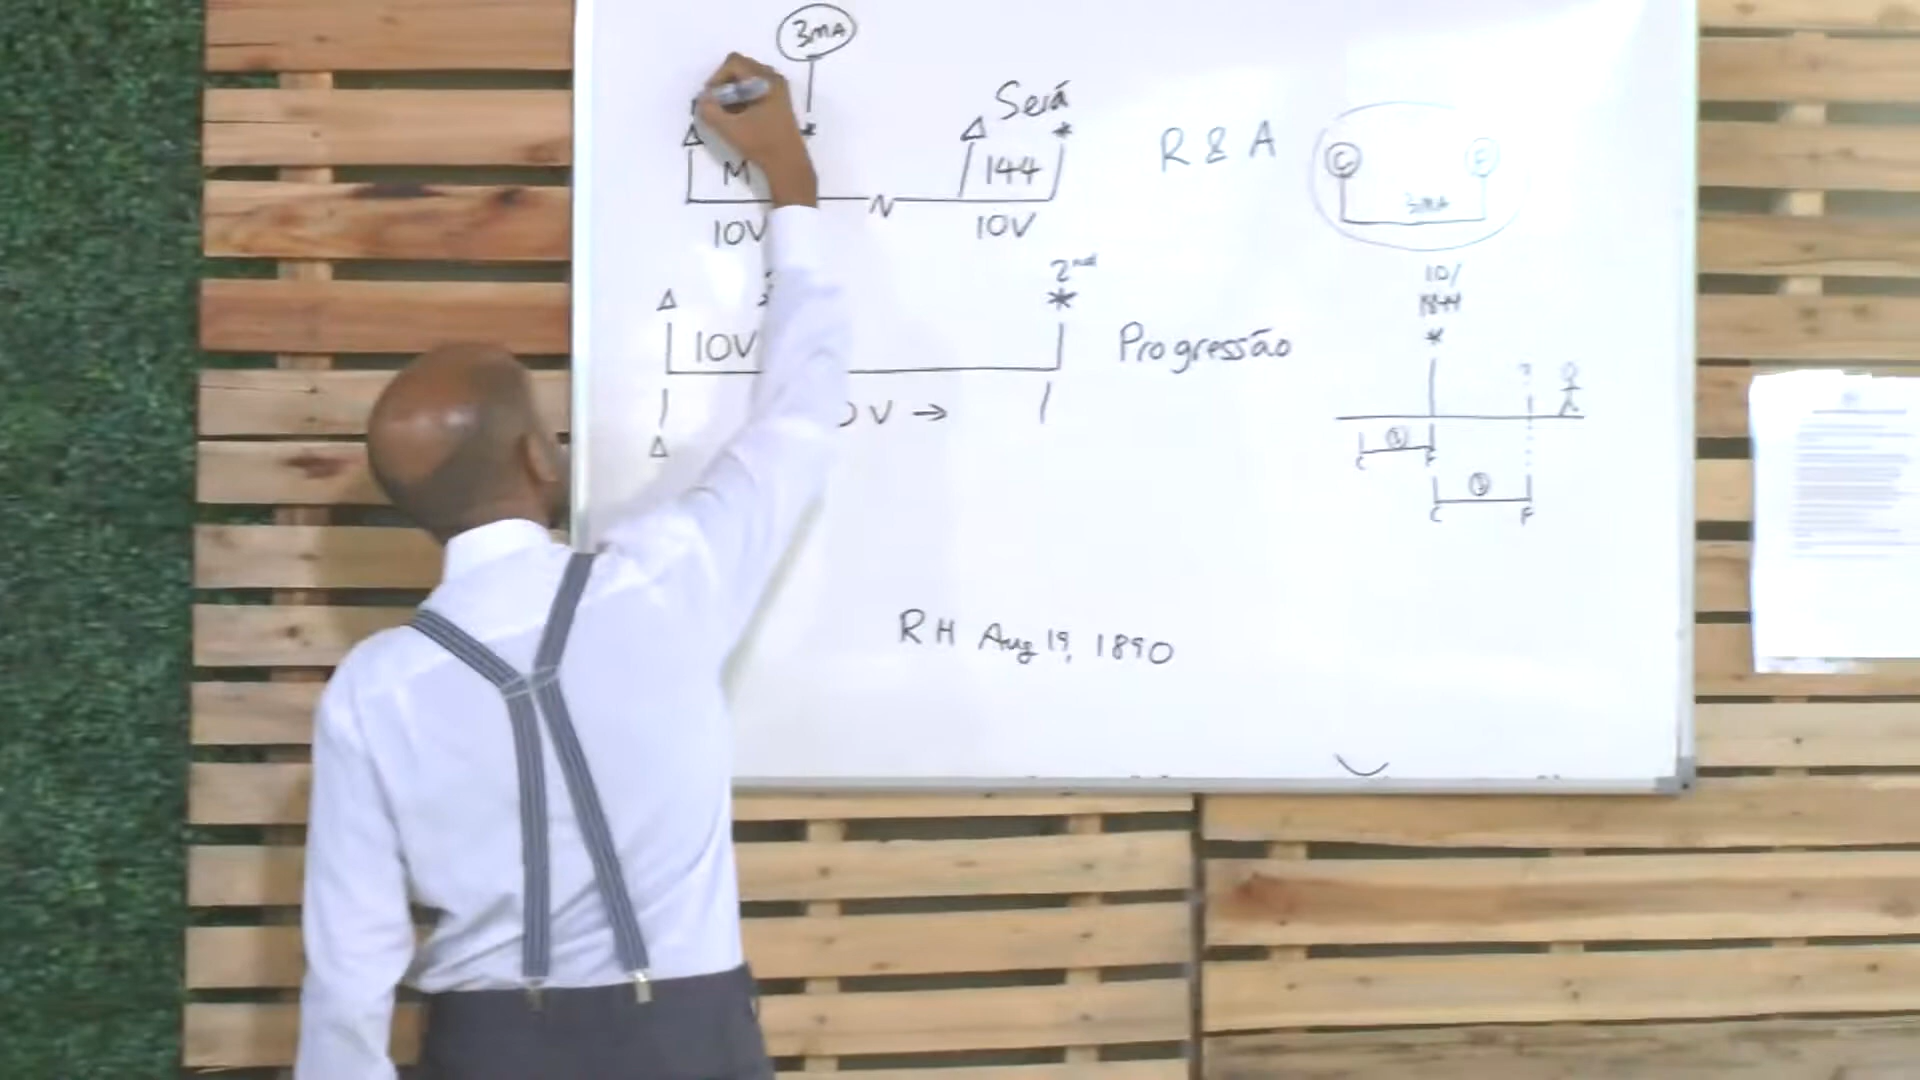 3MA
Δ * Δ Será *
M 144
10V N 10V
R & A
C F
3MA
Δ 2nd *
10V
V →
Δ
Progressão
10/
1844
*
?
C F
C F
RH Aug 19, 1890